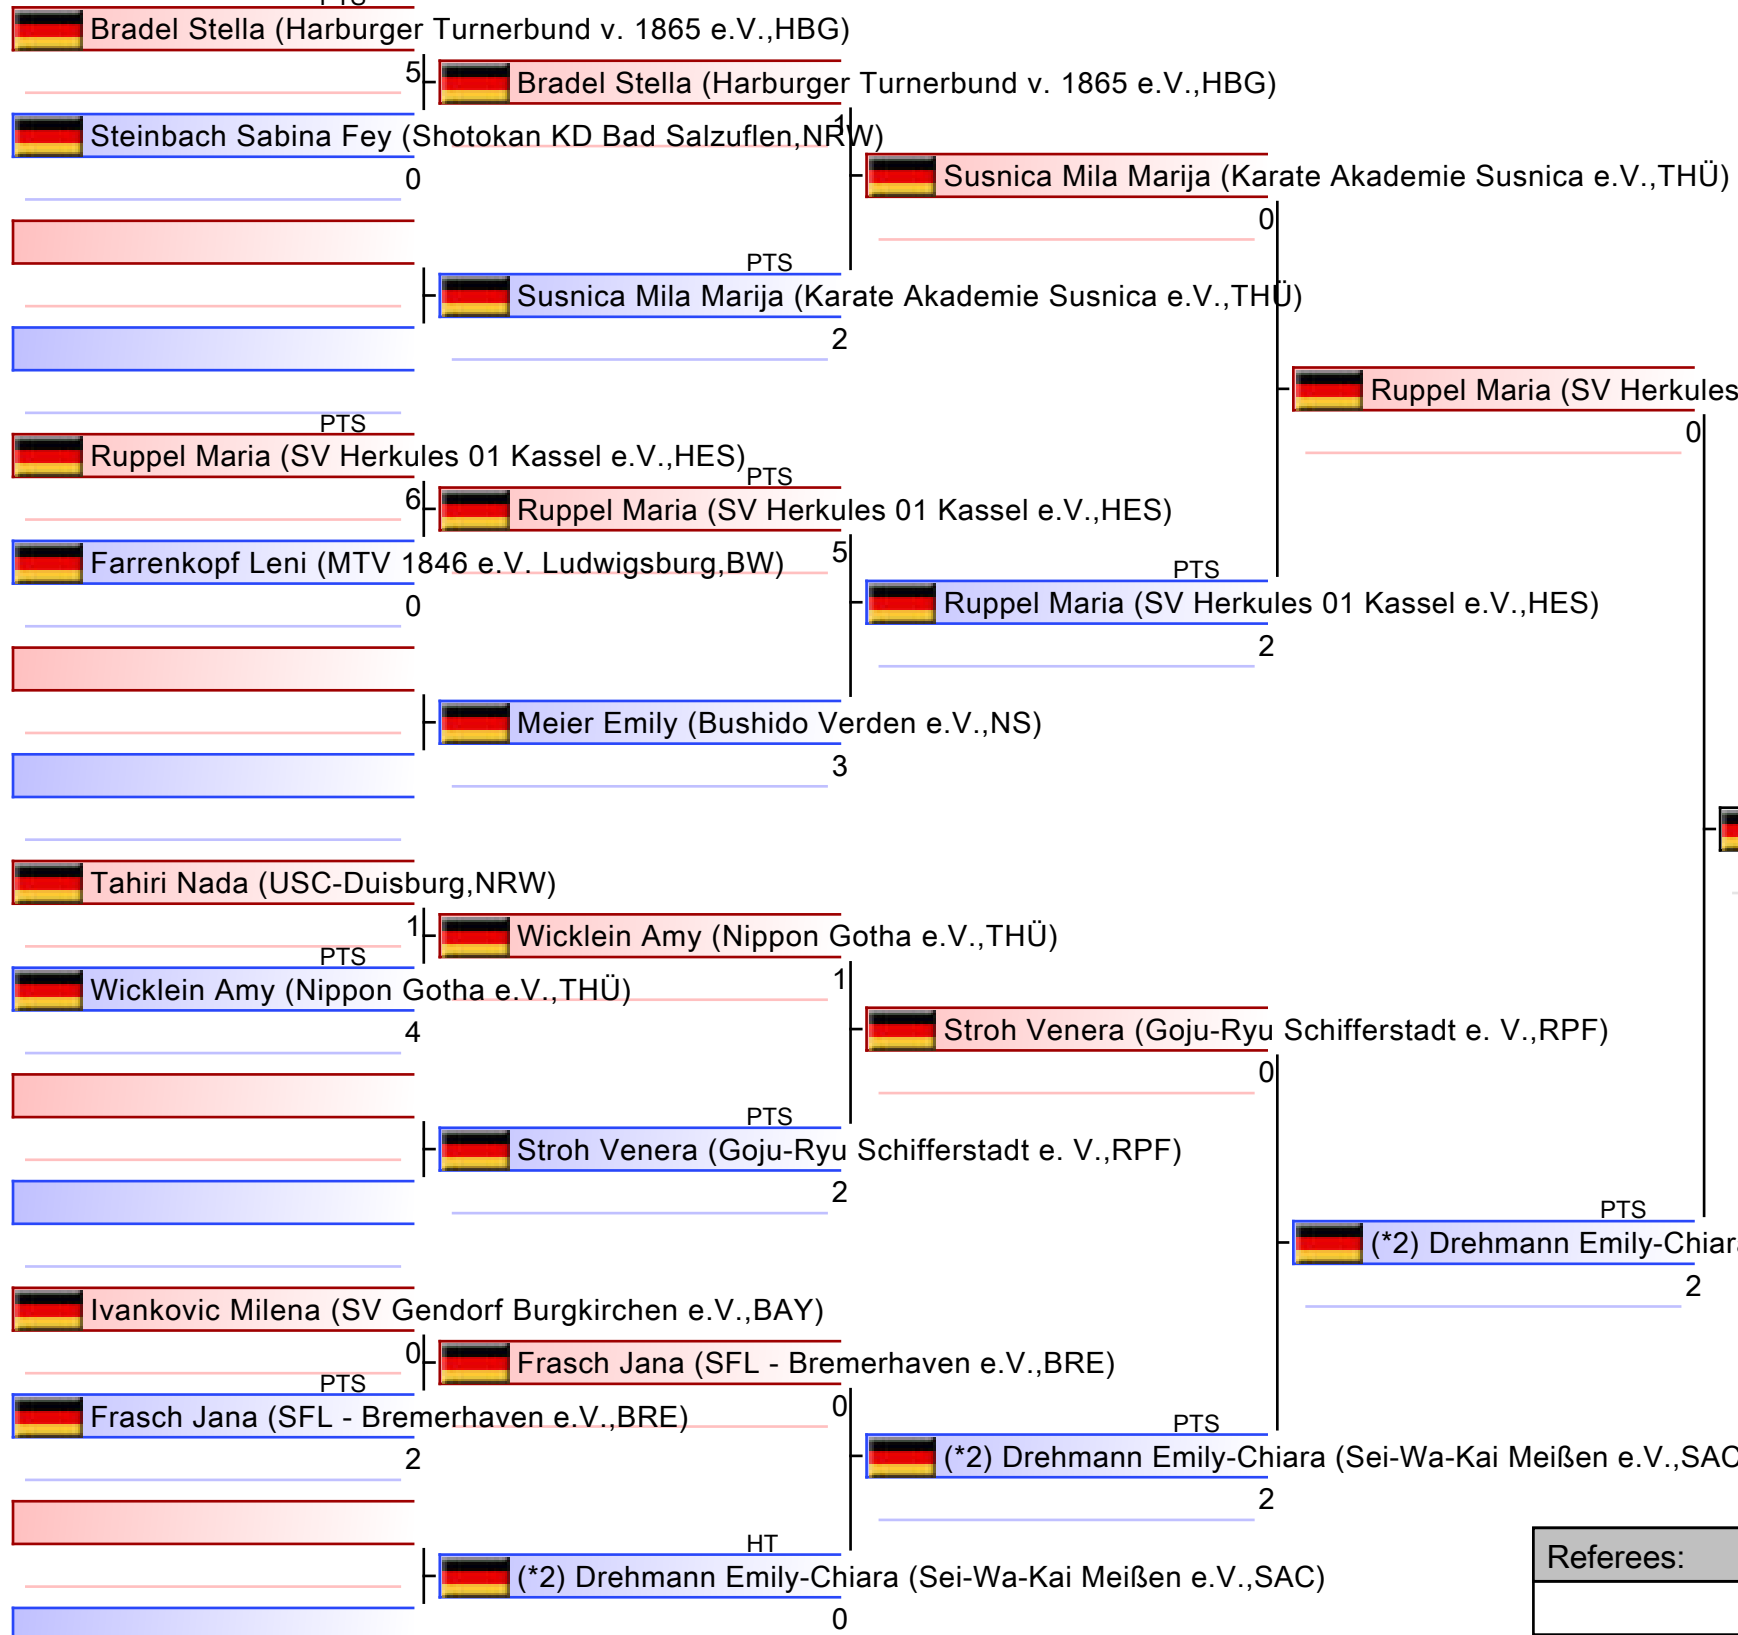 PTS
Bradel Stella (Harburger Turnerbund v. 1865 e.V.,HBG)
5
Bradel Stella (Harburger Turnerbund v. 1865 e.V.,HBG)
1
Steinbach Sabina Fey (Shotokan KD Bad Salzuflen,NRW)
0
Susnica Mila Marija (Karate Akademie Susnica e.V.,THÜ)
0
PTS
Susnica Mila Marija (Karate Akademie Susnica e.V.,THÜ)
2
Ruppel Maria (SV Herkules
0
PTS
Ruppel Maria (SV Herkules 01 Kassel e.V.,HES)
6
PTS
Ruppel Maria (SV Herkules 01 Kassel e.V.,HES)
5
Farrenkopf Leni (MTV 1846 e.V. Ludwigsburg,BW)
0
PTS
Ruppel Maria (SV Herkules 01 Kassel e.V.,HES)
2
Meier Emily (Bushido Verden e.V.,NS)
3
Tahiri Nada (USC-Duisburg,NRW)
1
Wicklein Amy (Nippon Gotha e.V.,THÜ)
1
PTS
Wicklein Amy (Nippon Gotha e.V.,THÜ)
4
Stroh Venera (Goju-Ryu Schifferstadt e. V.,RPF)
0
PTS
Stroh Venera (Goju-Ryu Schifferstadt e. V.,RPF)
2
PTS
(*2) Drehmann Emily-Chiara
2
Ivankovic Milena (SV Gendorf Burgkirchen e.V.,BAY)
0
Frasch Jana (SFL - Bremerhaven e.V.,BRE)
0
PTS
Frasch Jana (SFL - Bremerhaven e.V.,BRE)
2
PTS
(*2) Drehmann Emily-Chiara (Sei-Wa-Kai Meißen e.V.,SAC
2
HT
(*2) Drehmann Emily-Chiara (Sei-Wa-Kai Meißen e.V.,SAC)
0
Referees: